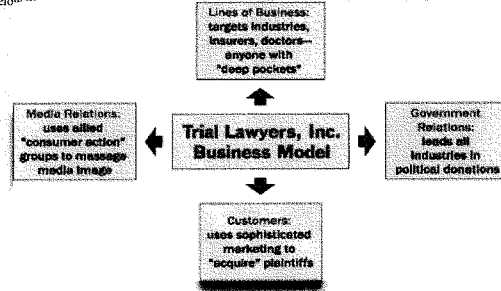 Lines of Business:
targets industries,
insurers, doctors—
anyone with
"deep pockets"
Media Relations:
uses allied
"consumer action"
groups to massage
media image
Trial Lawyers, Inc.
Business Model
Government
Relations:
leads all
industries in
political donations
Customers:
uses sophisticated
marketing to
"acquire" plaintiffs